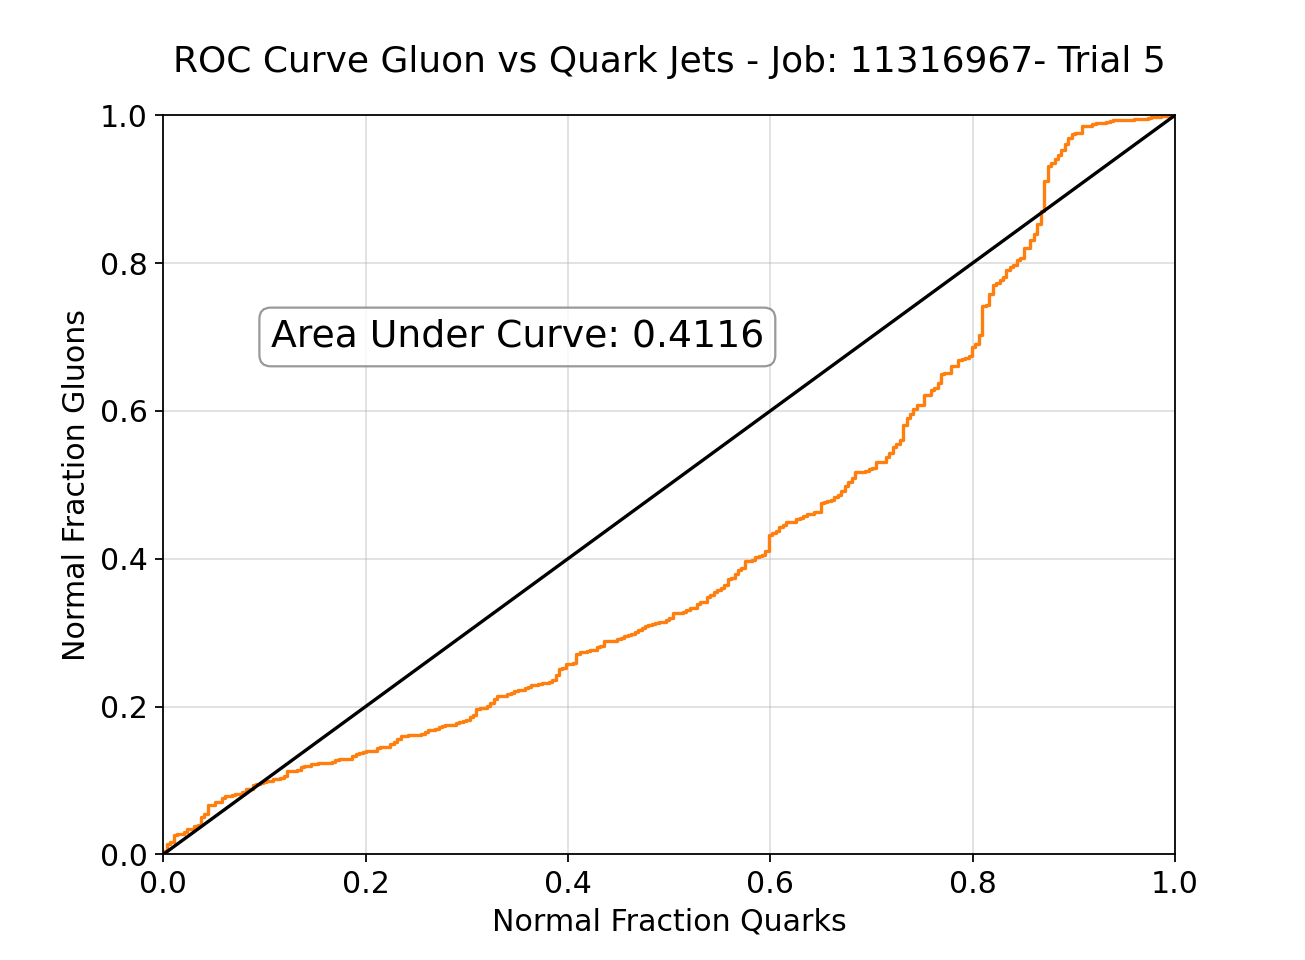 ROC Curve Gluon vs Quark Jets - Job: 11316967- Trial 5
1.0
0.8
0.6
0.4
0.2
0.0
Normal Fraction Gluons
Area Under Curve: 0.4116
0.0 0.2 0.4 0.6 0.8 1.0
Normal Fraction Quarks